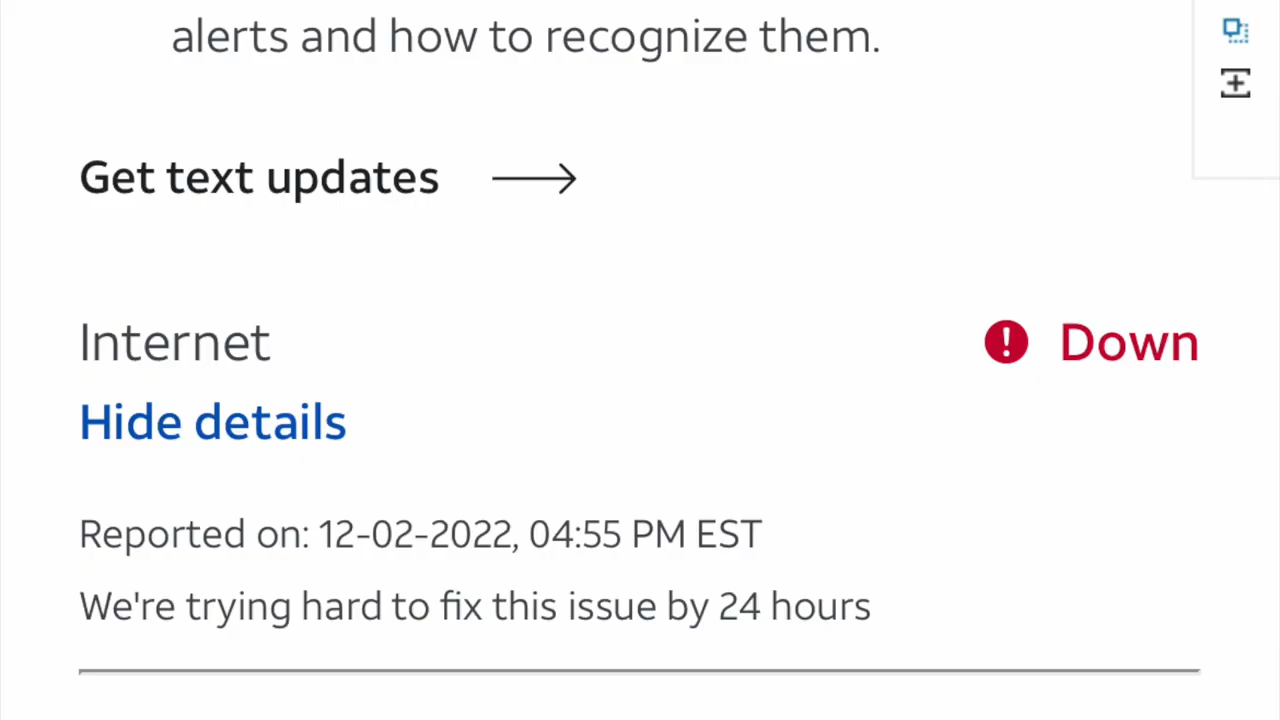 alerts and how to recognize them.
Get text updates
Internet
Down
Hide details
Reported on: 12-02-2022, 04:55 PM EST
We're trying hard to fix this issue by 24 hours